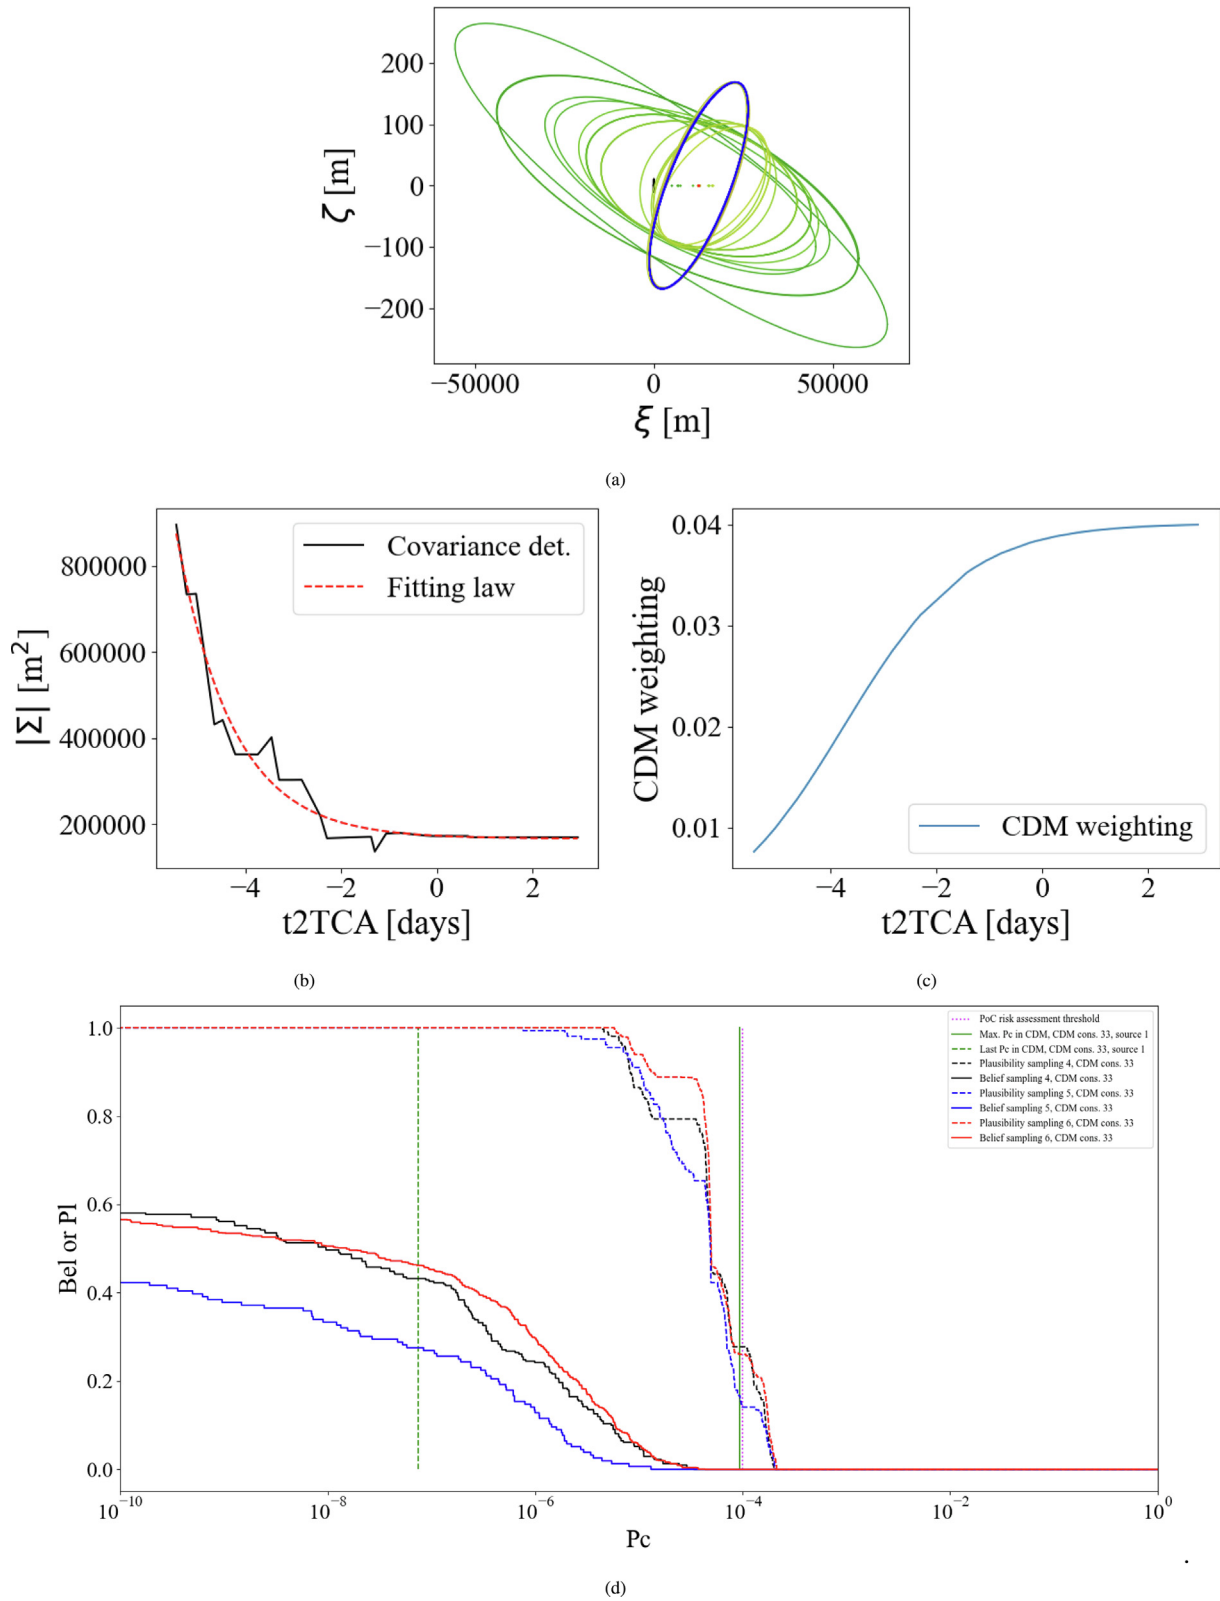 200
100
0
−100
−200
ζ [m]
−50000 0 50000
ξ [m]
(a)
800000
600000
400000
200000
|Σ| [m²]
Covariance det.
Fitting law
−4 −2 0 2
t2TCA [days]
(b)
0.04
0.03
0.02
0.01
CDM weighting
CDM weighting
−4 −2 0 2
t2TCA [days]
(c)
1.0
0.8
0.6
0.4
0.2
0.0
Bel or Pl
PoC risk assessment threshold
Max. Pc in CDM, CDM cons. 33, source 1
Last Pc in CDM, CDM cons. 33, source 1
Plausibility sampling 4, CDM cons. 33
Belief sampling 4, CDM cons. 33
Plausibility sampling 5, CDM cons. 33
Belief sampling 5, CDM cons. 33
Plausibility sampling 6, CDM cons. 33
Belief sampling 6, CDM cons. 33
10⁻¹⁰ 10⁻⁸ 10⁻⁶ 10⁻⁴ 10⁻² 10⁰
Pc
.
(d)